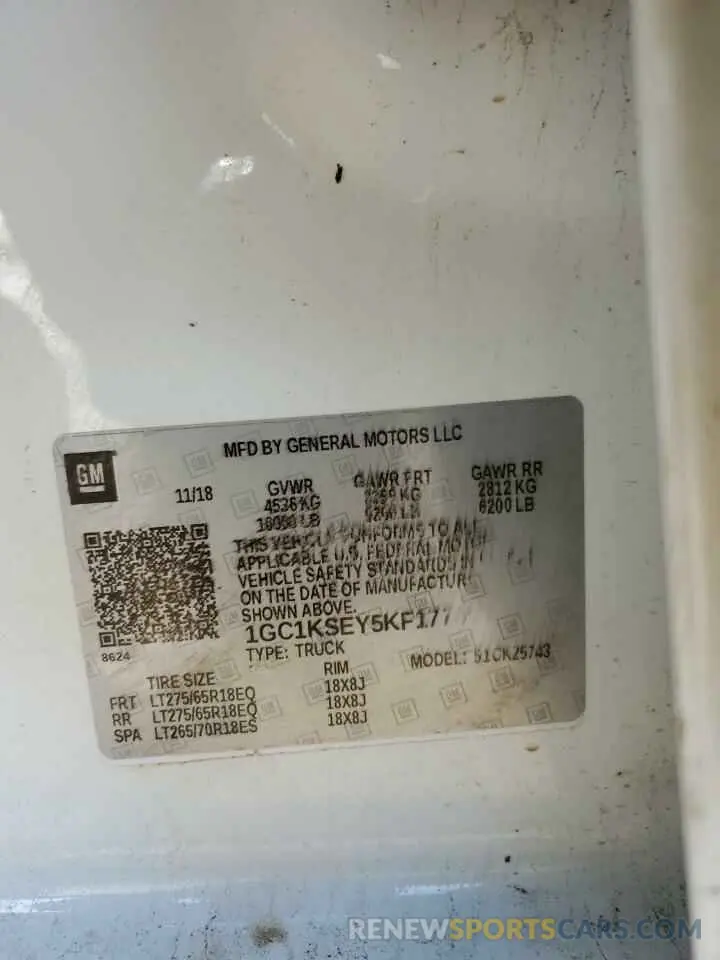 MFD BY GENERAL MOTORS LLC
GM
11/18 GVWR GAWR FRT GAWR RR
4536 KG KG 2812 KG
LB LB 6200 LB
THIS VEHICLE CONFORMS TO ALL
APPLICABLE U.S. FEDERAL
VEHICLE SAFETY STANDARDS IN
ON THE DATE OF
SHOWN ABOVE.
1GC1KSEY5KF177
8624 TYPE: TRUCK MODEL:
TIRE SIZE RIM
FRT LT275/65R18EQ 18X8J
RR LT275/65R18EQ 18X8J
SPA LT265/70R18ES 18X8J
RENEWSPORTSCARS.COM